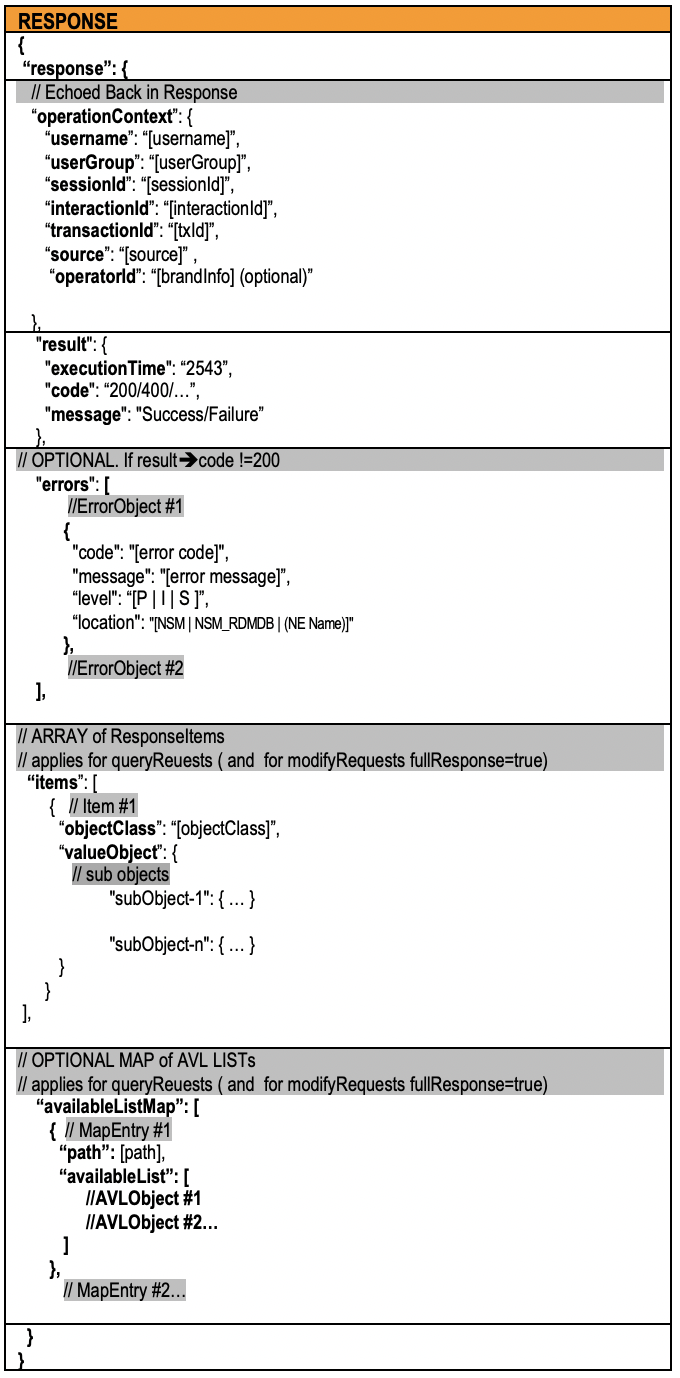 RESPONSE
{
“response”: {
// Echoed Back in Response
“operationContext”: {
“username”: “[username]”,
“userGroup”: “[userGroup]”,
“sessionId”: “[sessionId]”,
“interactionId”: “[interactionId]”,
“transactionId”: “[txId]”,
“source”: “[source]” ,
“operatorId”: “[brandInfo] (optional)”
},
"result": {
"executionTime": “2543”,
"code": “200/400/…”,
"message": "Success/Failure”
},
// OPTIONAL. If result➔code !=200
"errors": [
//ErrorObject #1
{
"code": "[error code]",
"message": "[error message]”,
“level": “[P | I | S ]”,
“location": "[NSM | NSM_RDMDB | (NE Name)]"
},
//ErrorObject #2
],
// ARRAY of ResponseItems
// applies for queryReuests ( and for modifyRequests fullResponse=true)
“items”: [
{ // Item #1
“objectClass”: “[objectClass]”,
“valueObject”: {
// sub objects
"subObject-1": { … }
"subObject-n": { … }
}
}
],
// OPTIONAL MAP of AVL LISTs
// applies for queryReuests ( and for modifyRequests fullResponse=true)
“availableListMap”: [
{ // MapEntry #1
“path”: [path],
“availableList”: [
//AVLObject #1
//AVLObject #2…
]
},
// MapEntry #2…
}
}